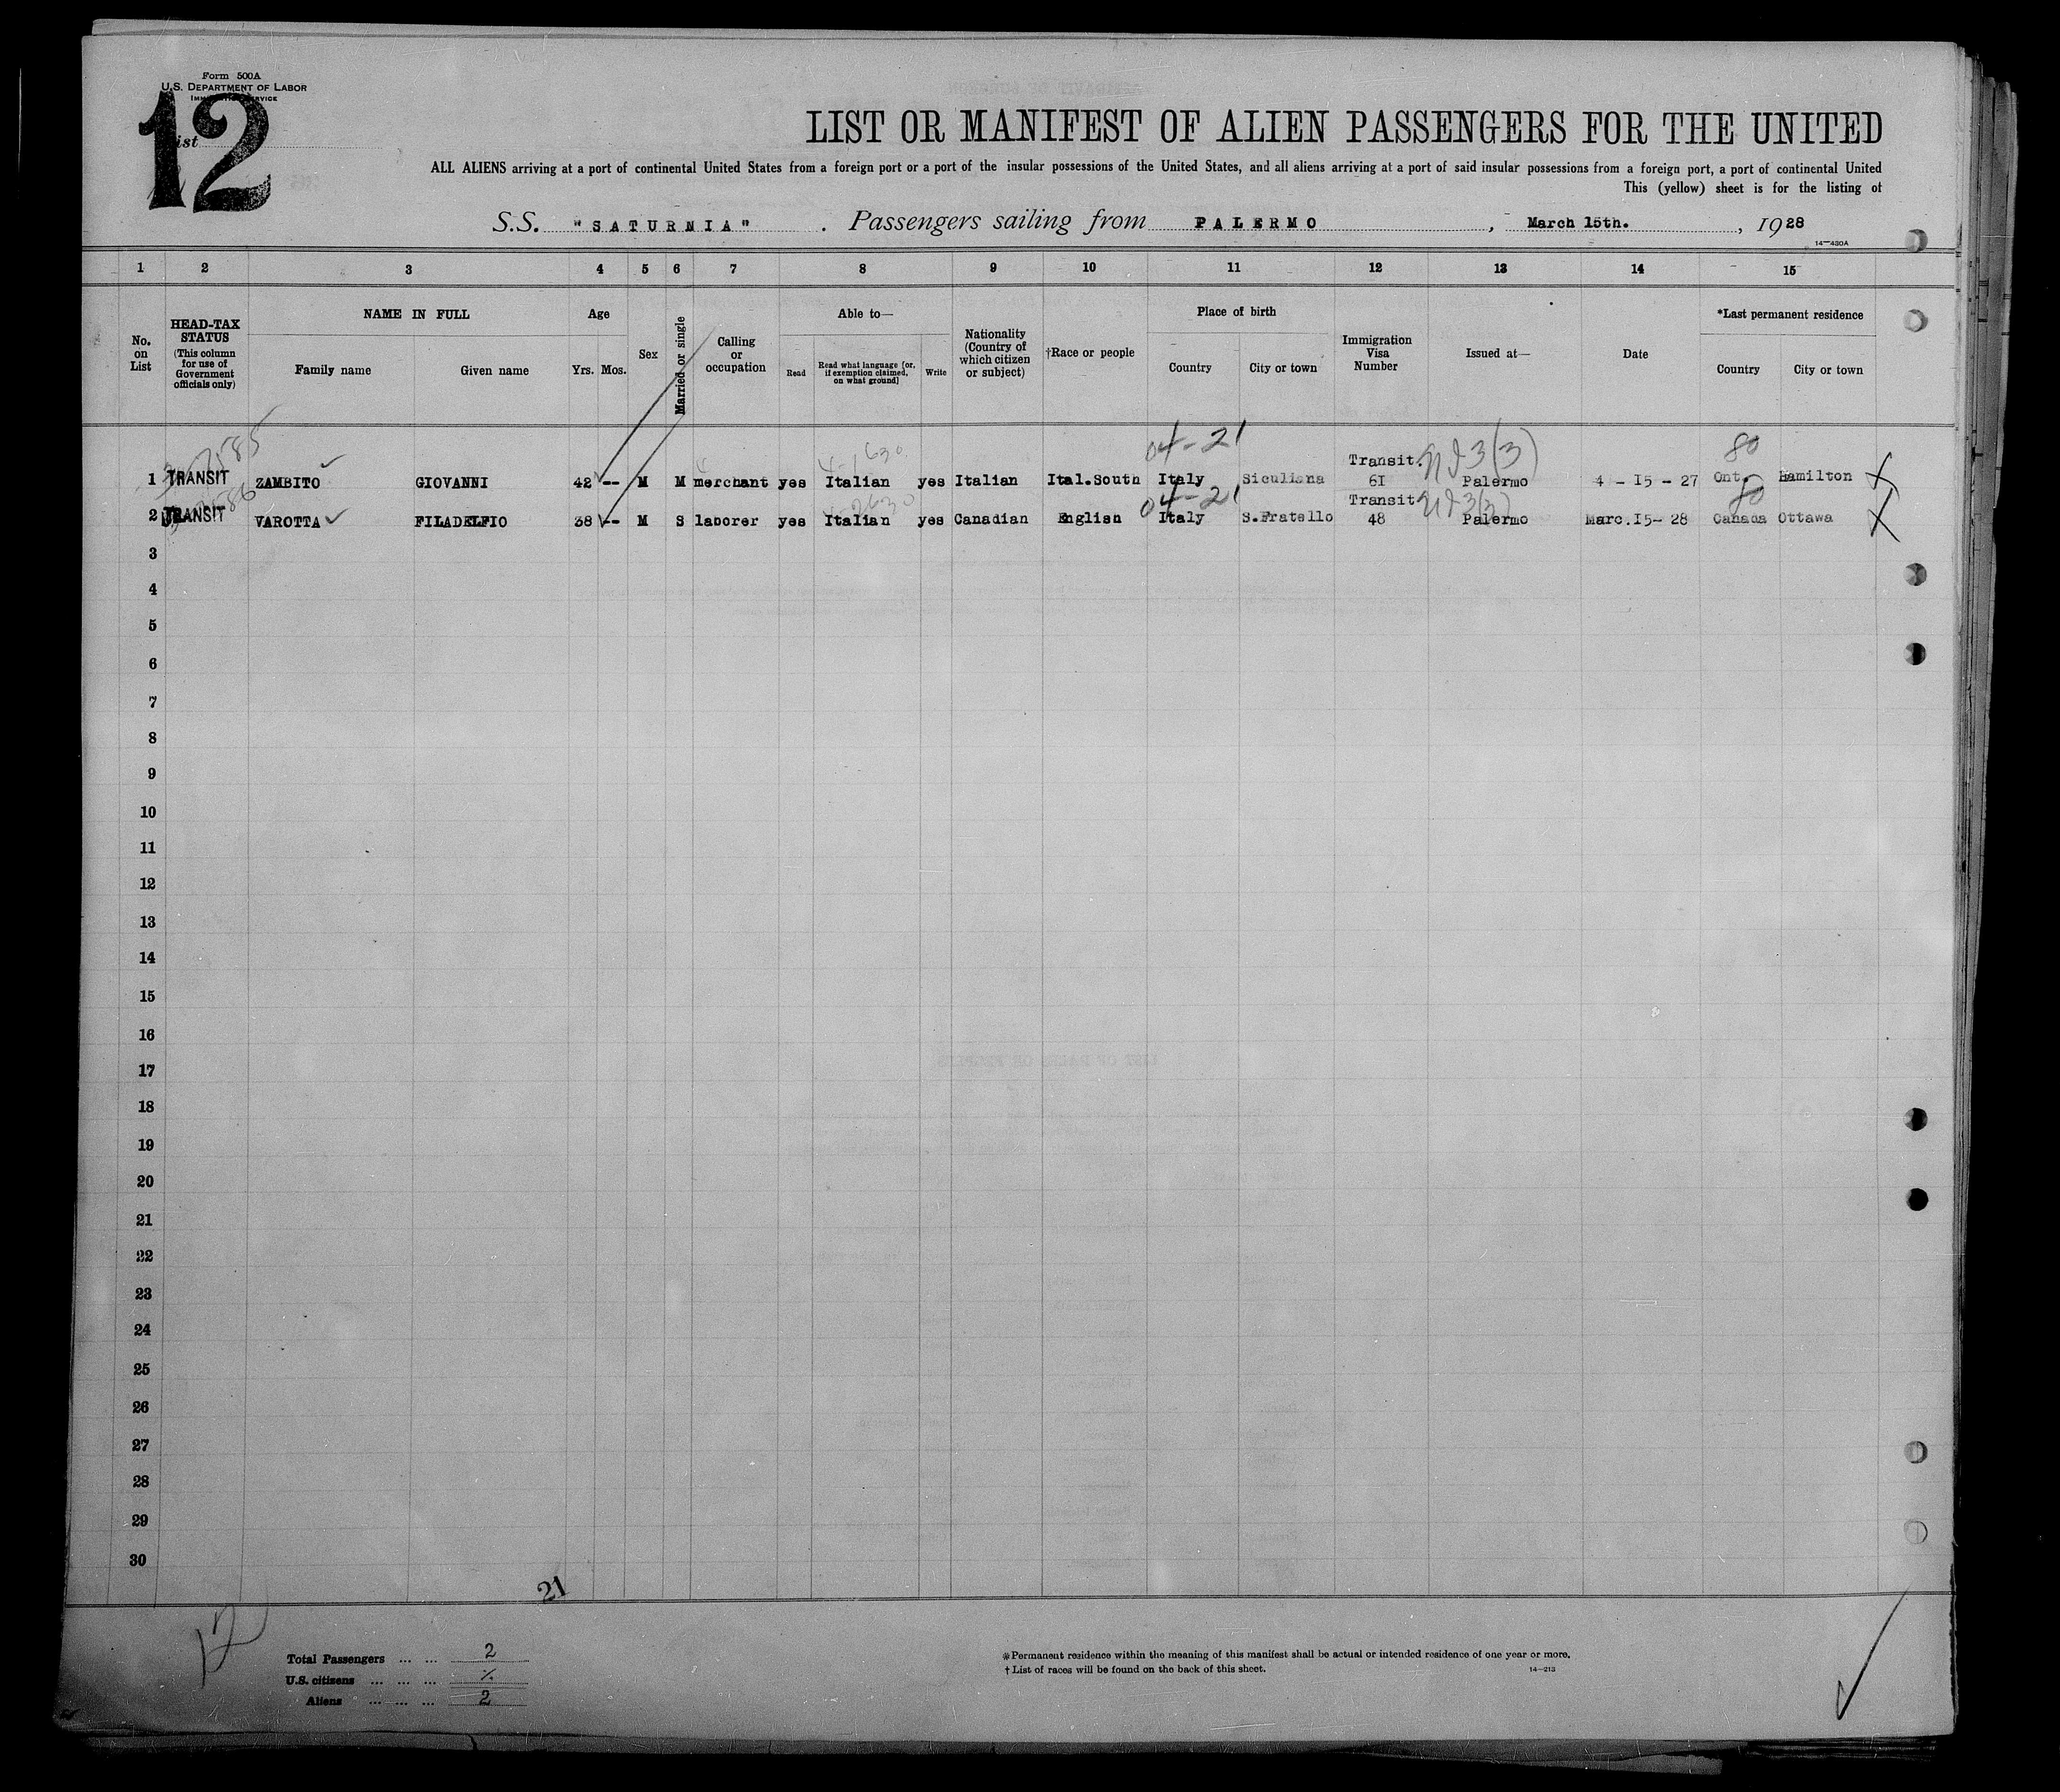 Form 500A
U.S. DEPARTMENT OF LABOR
12
LIST OR MANIFEST OF ALIEN PASSENGERS FOR THE UNITED
ALL ALIENS arriving at a port of continental United States from a foreign port or a port of the insular possessions of the United States, and all aliens arriving at a port of said insular possessions from a foreign port, a port of continental United
This (yellow) sheet is for the listing of
S.S. "SATURNIA". Passengers sailing from PALERMO, March 15th., 1928
14—430A
1 2 3 4 5 6 7 8 9 10 11 12 13 14 15
No. on List
HEAD-TAX STATUS (This column for use of Government officials only)
NAME IN FULL
Family name Given name
Age
Yrs. Mos.
Sex
Married or single
Calling or occupation
Able to—
Read Read what language [or, if exemption claimed, on what ground] Write
Nationality (Country of which citizen or subject)
†Race or people
Place of birth
Country City or town
Immigration Visa Number
Issued at—
Date
*Last permanent residence
Country City or town
04-21 80
Transit.
1 TRANSIT ZAMBITO GIOVANNI 42 -- M M merchant yes Italian yes Italian Ital.South Italy Siculiana 61 Palermo 4 - 15 - 27 Ont. Hamilton X
04-21 Transit 80
2 TRANSIT VAROTTA FILADELFIO 38 -- M S laborer yes Italian yes Canadian English Italy S.Fratello 48 Palermo Marc.15- 28 Canada Ottawa X
3
4
5
6
7
8
9
10
11
12
13
14
15
16
17
18
19
20
21
22
23
24
25
26
27
28
29
30
21
12
Total Passengers ... ... 2
U.S. citizens ... ... ... ⁒
Aliens ... ... ... 2
*Permanent residence within the meaning of this manifest shall be actual or intended residence of one year or more.
†List of races will be found on the back of this sheet.
14—213